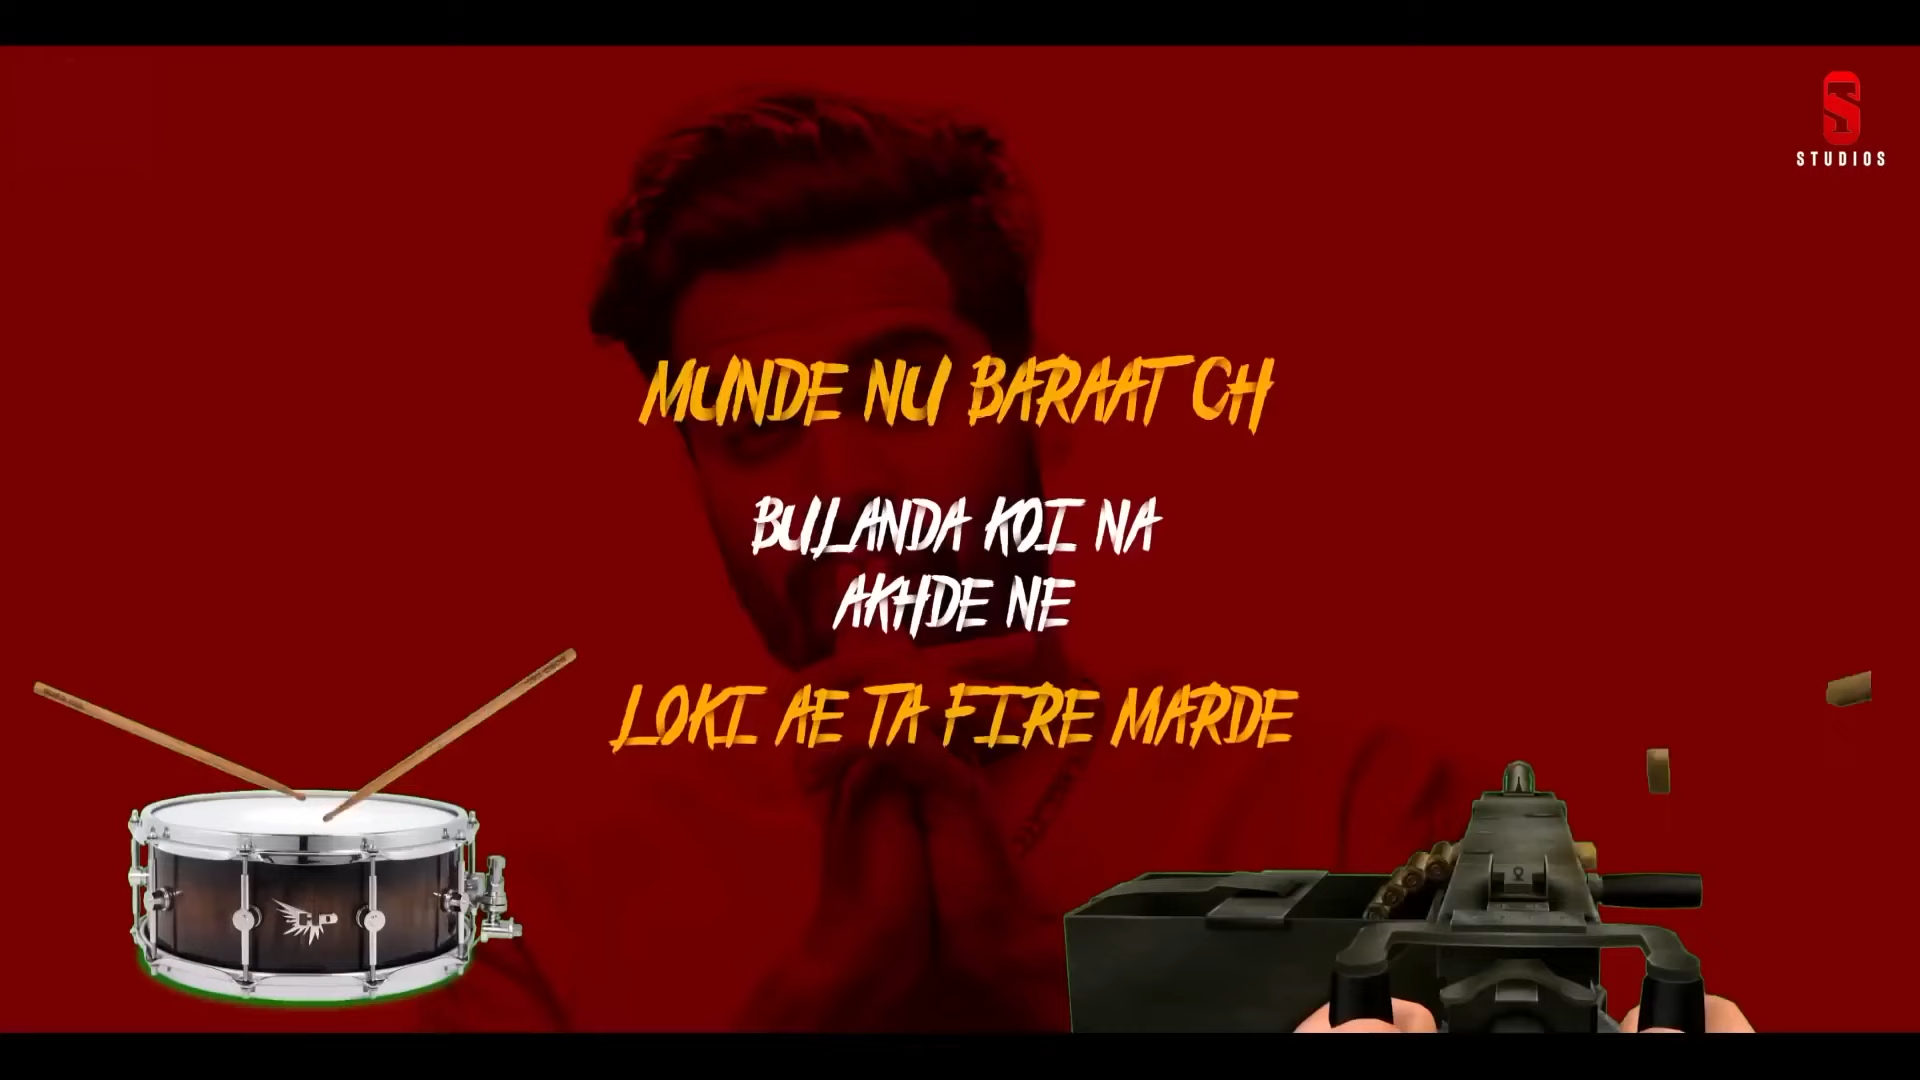 STUDIOS
MUNDE NU BARAAT CH
BULANDA KOI NA
AKHDE NE
LOKI AE TA FIRE MARDE